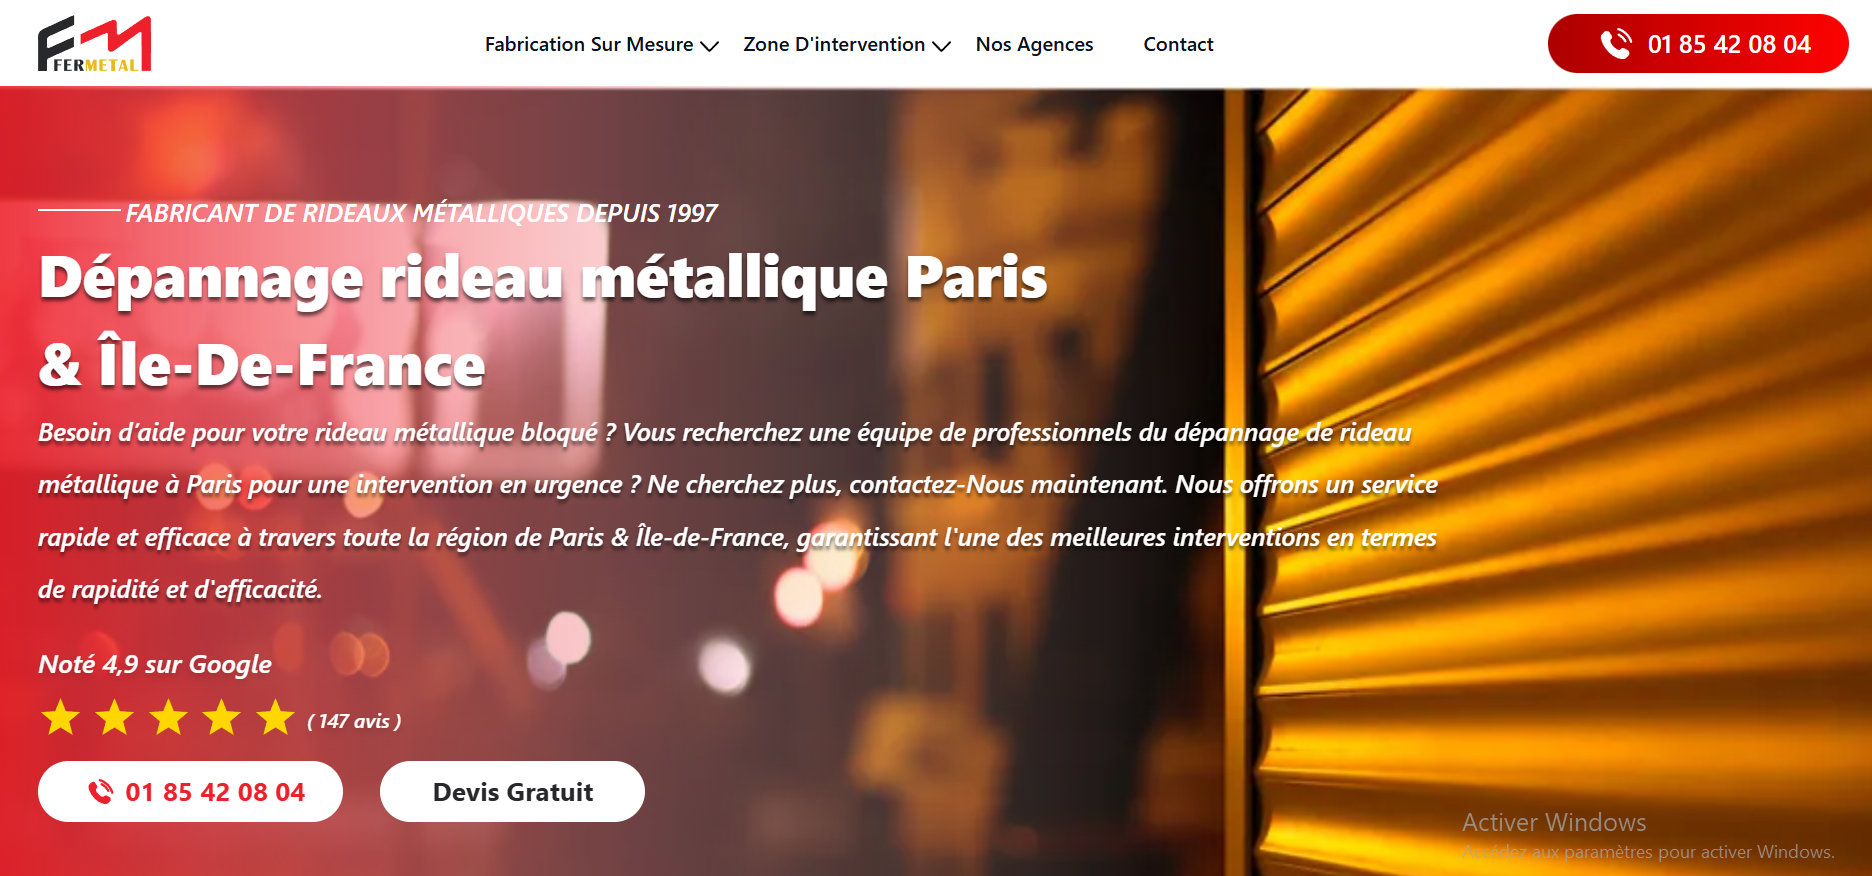 FERMETAL
Fabrication Sur Mesure
Zone D'intervention
Nos Agences
Contact
01 85 42 08 04
FABRICANT DE RIDEAUX MÉTALLIQUES DEPUIS 1997
Dépannage rideau métallique Paris
& Île-De-France
Besoin d’aide pour votre rideau métallique bloqué ? Vous recherchez une équipe de professionnels du dépannage de rideau
métallique à Paris pour une intervention en urgence ? Ne cherchez plus, contactez-Nous maintenant. Nous offrons un service
rapide et efficace à travers toute la région de Paris & Île-de-France, garantissant l'une des meilleures interventions en termes
de rapidité et d'efficacité.
Noté 4,9 sur Google
( 147 avis )
01 85 42 08 04
Devis Gratuit
Activer Windows
Accédez aux paramètres pour activer Windows.